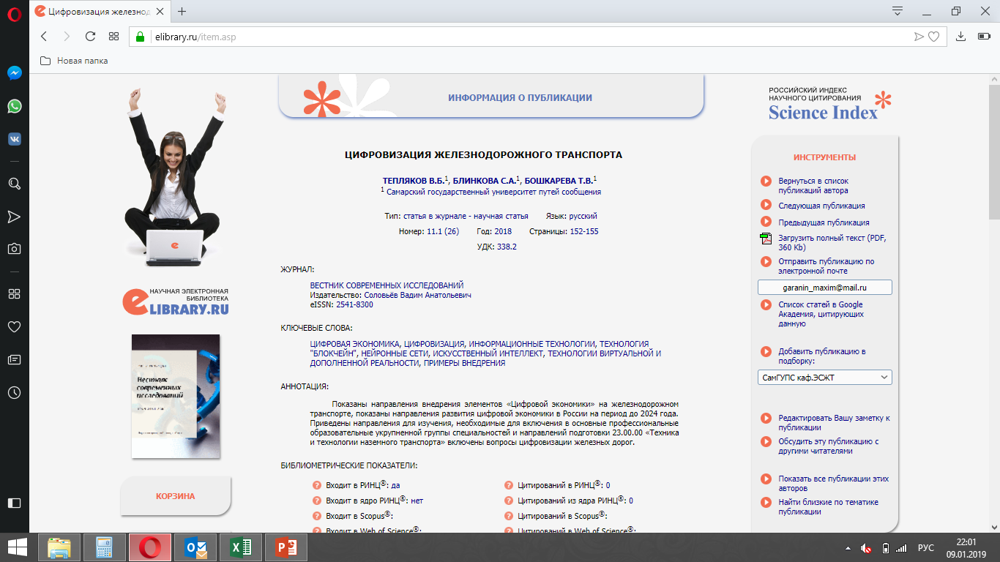 Цифровизация железнод
elibrary.ru/item.asp
Новая папка
ИНФОРМАЦИЯ О ПУБЛИКАЦИИ
РОССИЙСКИЙ ИНДЕКС
НАУЧНОГО ЦИТИРОВАНИЯ
Science Index
НАУЧНАЯ ЭЛЕКТРОННАЯ
БИБЛИОТЕКА
eLIBRARY.RU
Вестник
современных
исследований
КОРЗИНА
ЦИФРОВИЗАЦИЯ ЖЕЛЕЗНОДОРОЖНОГО ТРАНСПОРТА
ТЕПЛЯКОВ В.Б.1, БЛИНКОВА С.А.1, БОШКАРЕВА Т.В.1
1 Самарский государственный университет путей сообщения
Тип: статья в журнале - научная статья Язык: русский
Номер: 11.1 (26) Год: 2018 Страницы: 152-155
УДК: 338.2
ЖУРНАЛ:
ВЕСТНИК СОВРЕМЕННЫХ ИССЛЕДОВАНИЙ
Издательство: Соловьёв Вадим Анатольевич
eISSN: 2541-8300
КЛЮЧЕВЫЕ СЛОВА:
ЦИФРОВАЯ ЭКОНОМИКА, ЦИФРОВИЗАЦИЯ, ИНФОРМАЦИОННЫЕ ТЕХНОЛОГИИ, ТЕХНОЛОГИЯ
"БЛОКЧЕЙН", НЕЙРОННЫЕ СЕТИ, ИСКУССТВЕННЫЙ ИНТЕЛЛЕКТ, ТЕХНОЛОГИИ ВИРТУАЛЬНОЙ И
ДОПОЛНЕННОЙ РЕАЛЬНОСТИ, ПРИМЕРЫ ВНЕДРЕНИЯ
АННОТАЦИЯ:
Показаны направления внедрения элементов «Цифровой экономики» на железнодорожном
транспорте, показаны направления развития цифровой экономики в России на период до 2024 года.
Приведены направления для изучения, необходимые для включения в основные профессиональные
образовательные укрупненной группы специальностей и направлений подготовки 23.00.00 «Техника
и технологии наземного транспорта» включены вопросы цифровизации железных дорог.
БИБЛИОМЕТРИЧЕСКИЕ ПОКАЗАТЕЛИ:
Входит в РИНЦ®: да Цитирований в РИНЦ®: 0
Входит в ядро РИНЦ®: нет Цитирований из ядра РИНЦ®: 0
Входит в Scopus®: Цитирований в Scopus®:
Входит в Web of Science®: Цитирований в Web of Science®:
ИНСТРУМЕНТЫ
Вернуться в список
публикаций автора
Следующая публикация
Предыдущая публикация
Загрузить полный текст (PDF,
360 Kb)
Отправить публикацию по
электронной почте
garanin_maxim@mail.ru
Список статей в Google
Академия, цитирующих
данную
Добавить публикацию в
подборку:
СамГУПС каф.ЭСЖТ
Редактировать Вашу заметку к
публикации
Обсудить эту публикацию с
другими читателями
Показать все публикации этих
авторов
Найти близкие по тематике
публикации
РУС
22:01
09.01.2019